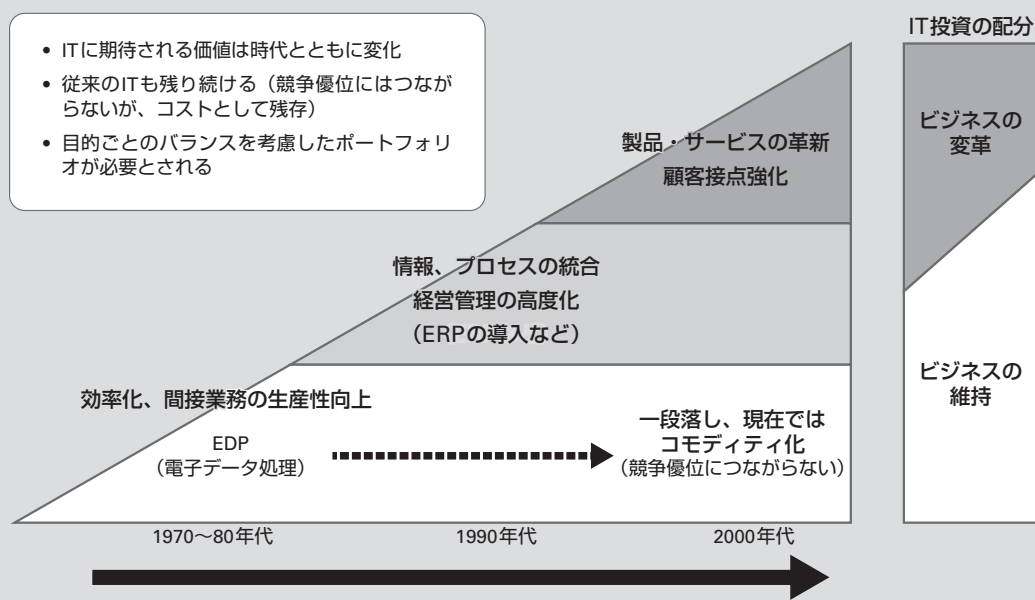 • ITに期待される価値は時代とともに変化
• 従来のITも残り続ける（競争優位にはつなが
らないが、コストとして残存）
• 目的ごとのバランスを考慮したポートフォリ
オが必要とされる
IT投資の配分
製品・サービスの革新
顧客接点強化
ビジネスの
変革
情報、プロセスの統合
経営管理の高度化
（ERPの導入など）
効率化、間接業務の生産性向上
EDP
（電子データ処理）
一段落し、現在では
コモディティ化
（競争優位につながらない）
ビジネスの
維持
1970〜80年代
1990年代
2000年代